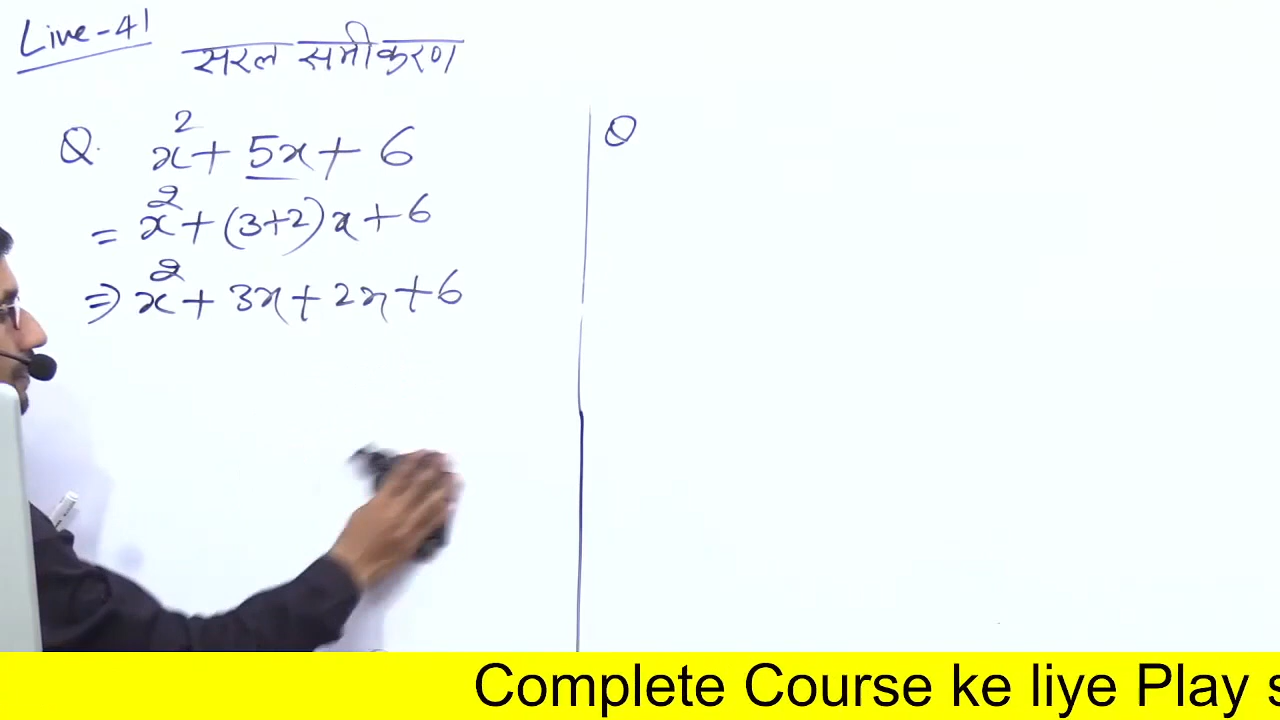 Live-41
सरल समीकरण
Q. x² + 5x + 6
= x² + (3+2)x + 6
⇒ x² + 3x + 2x + 6
Q
Complete Course ke liye Play s